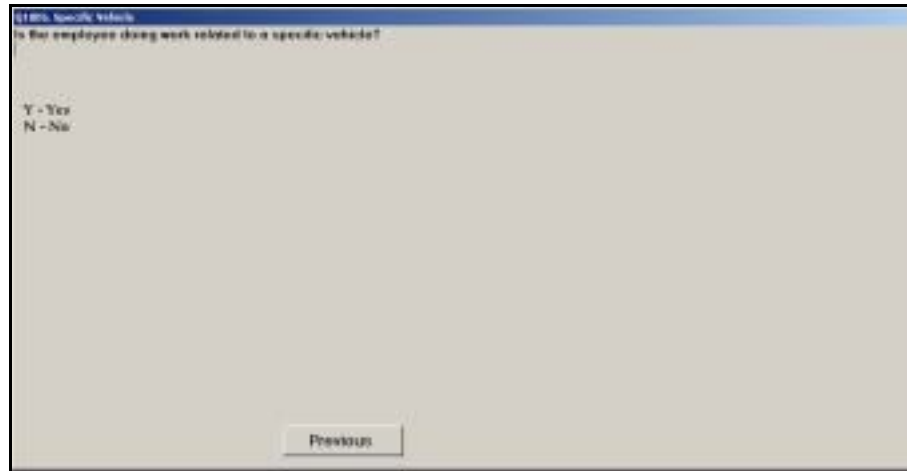 Specific Vehicle
Is the employee doing work related to a specific vehicle?
Y - Yes
N - No
Previous